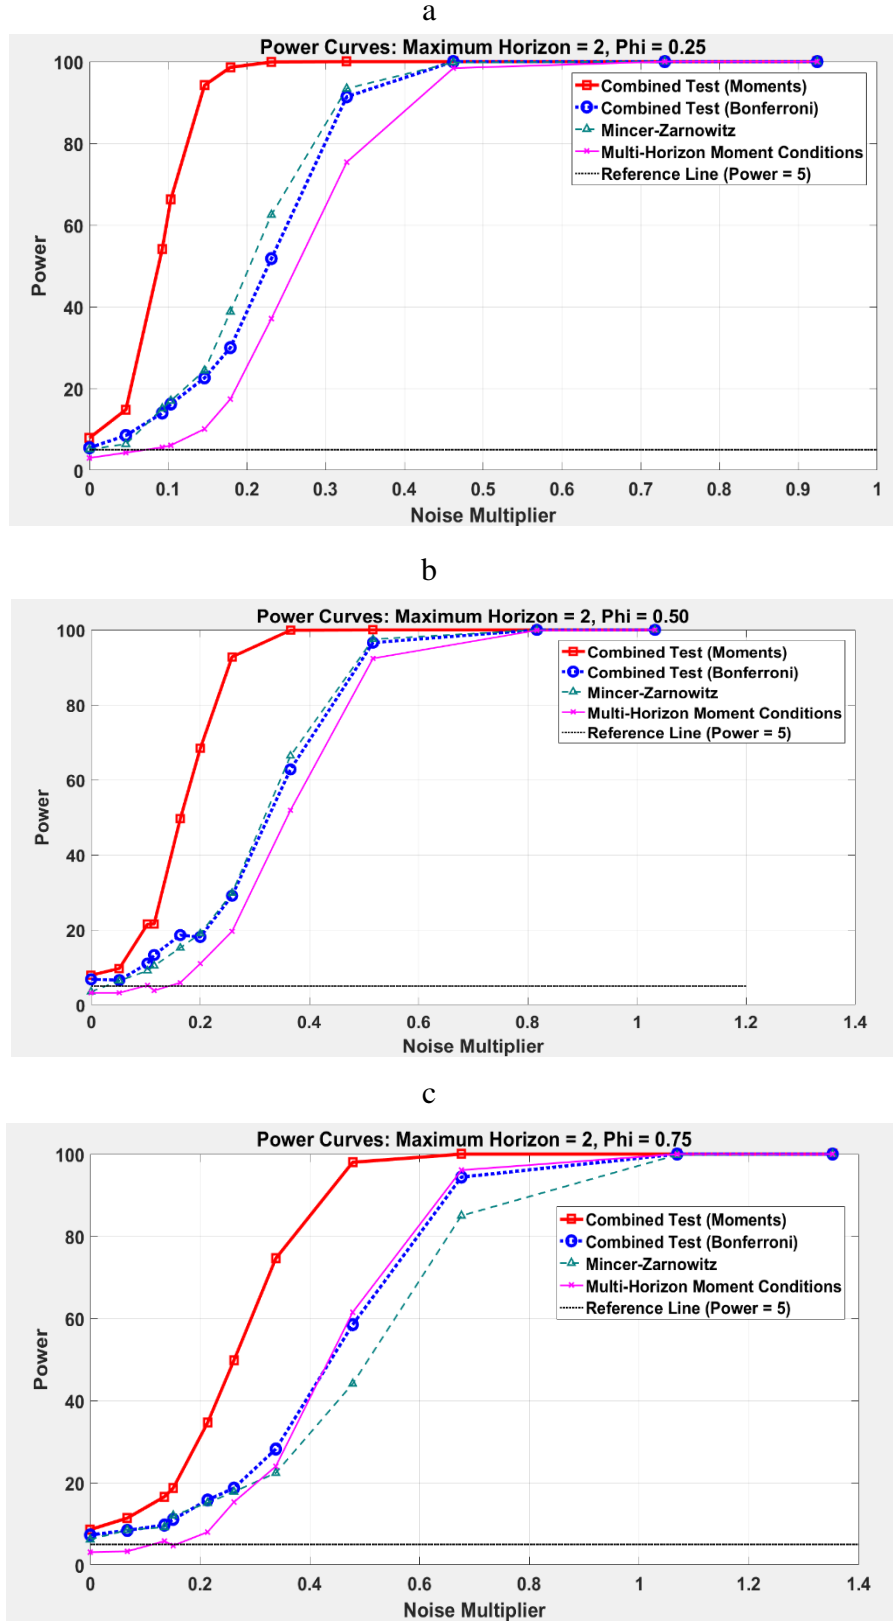 a
Power Curves: Maximum Horizon = 2, Phi = 0.25
100
80
60
40
20
0
Power
Combined Test (Moments)
Combined Test (Bonferroni)
Mincer-Zarnowitz
Multi-Horizon Moment Conditions
Reference Line (Power = 5)
0 0.1 0.2 0.3 0.4 0.5 0.6 0.7 0.8 0.9 1
Noise Multiplier
b
Power Curves: Maximum Horizon = 2, Phi = 0.50
100
80
60
40
20
0
Power
Combined Test (Moments)
Combined Test (Bonferroni)
Mincer-Zarnowitz
Multi-Horizon Moment Conditions
Reference Line (Power = 5)
0 0.2 0.4 0.6 0.8 1 1.2 1.4
Noise Multiplier
c
Power Curves: Maximum Horizon = 2, Phi = 0.75
100
80
60
40
20
0
Power
Combined Test (Moments)
Combined Test (Bonferroni)
Mincer-Zarnowitz
Multi-Horizon Moment Conditions
Reference Line (Power = 5)
0 0.2 0.4 0.6 0.8 1 1.2 1.4
Noise Multiplier